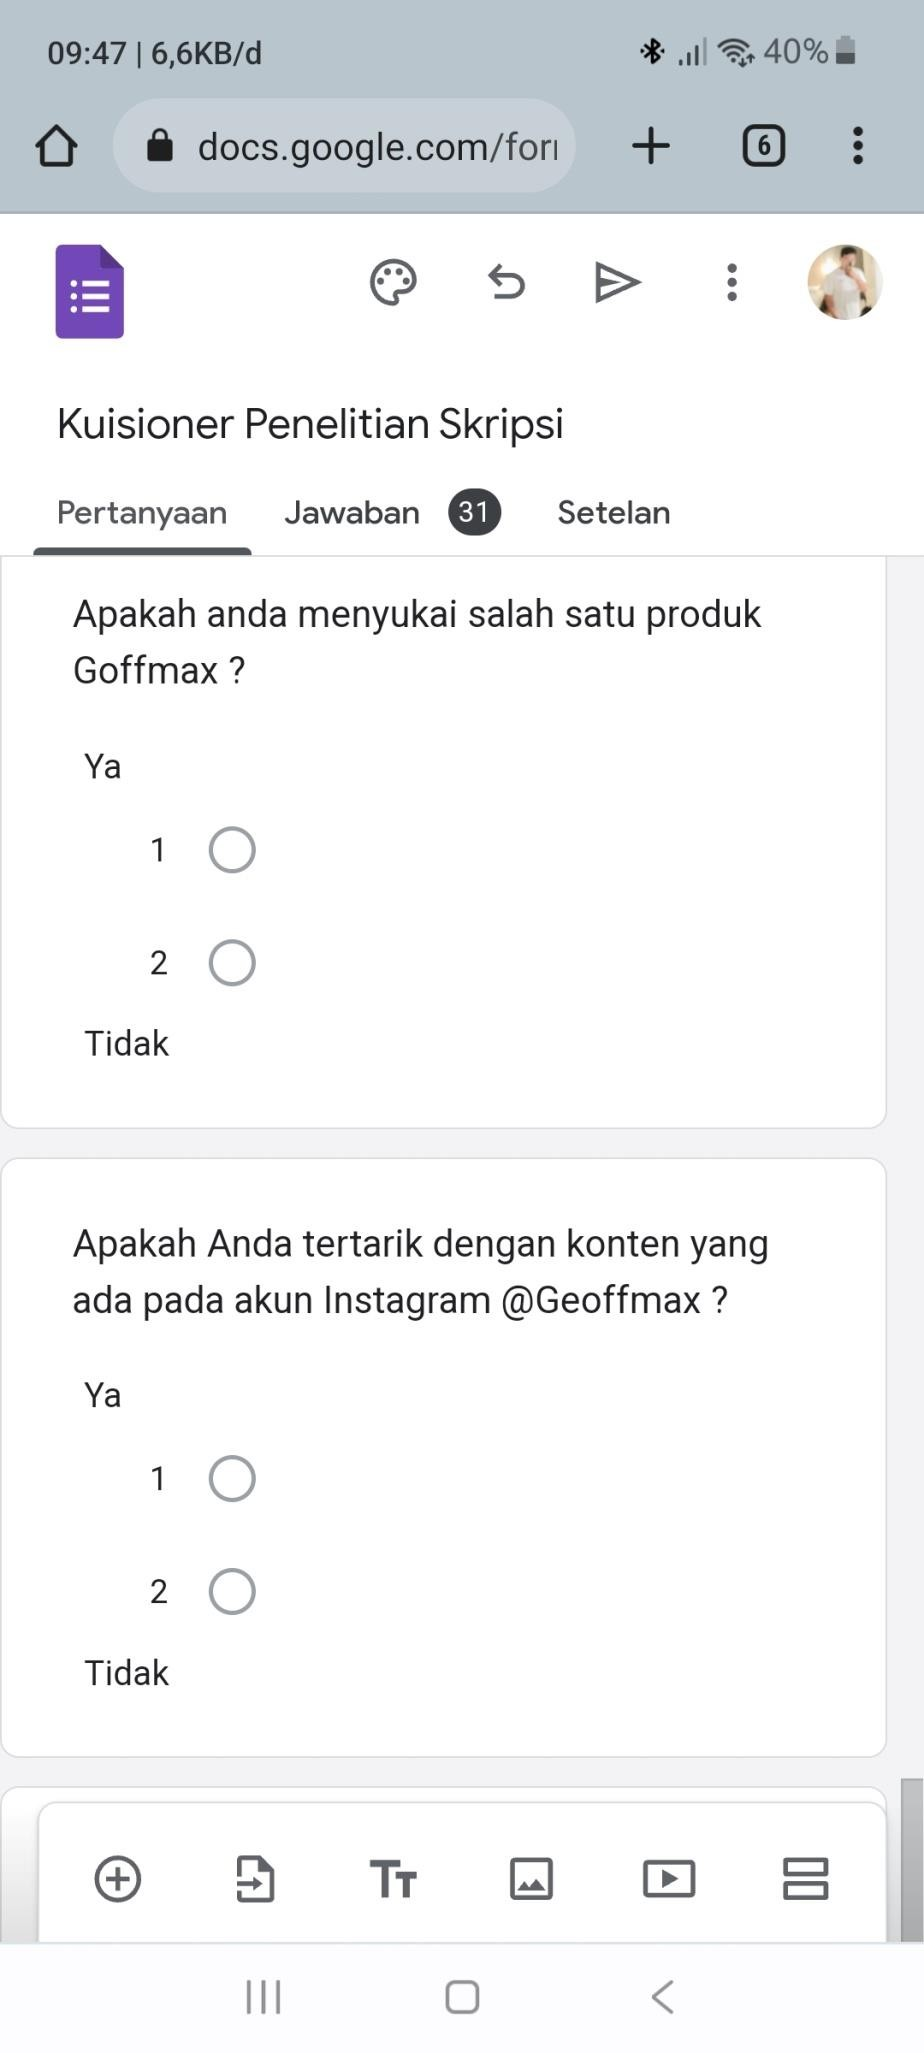 09:47 | 6,6KB/d 40%
docs.google.com/for 6
Kuisioner Penelitian Skripsi
Pertanyaan Jawaban 31 Setelan
Apakah anda menyukai salah satu produk
Goffmax ?
Ya
1
2
Tidak
Apakah Anda tertarik dengan konten yang
ada pada akun Instagram @Geoffmax ?
Ya
1
2
Tidak